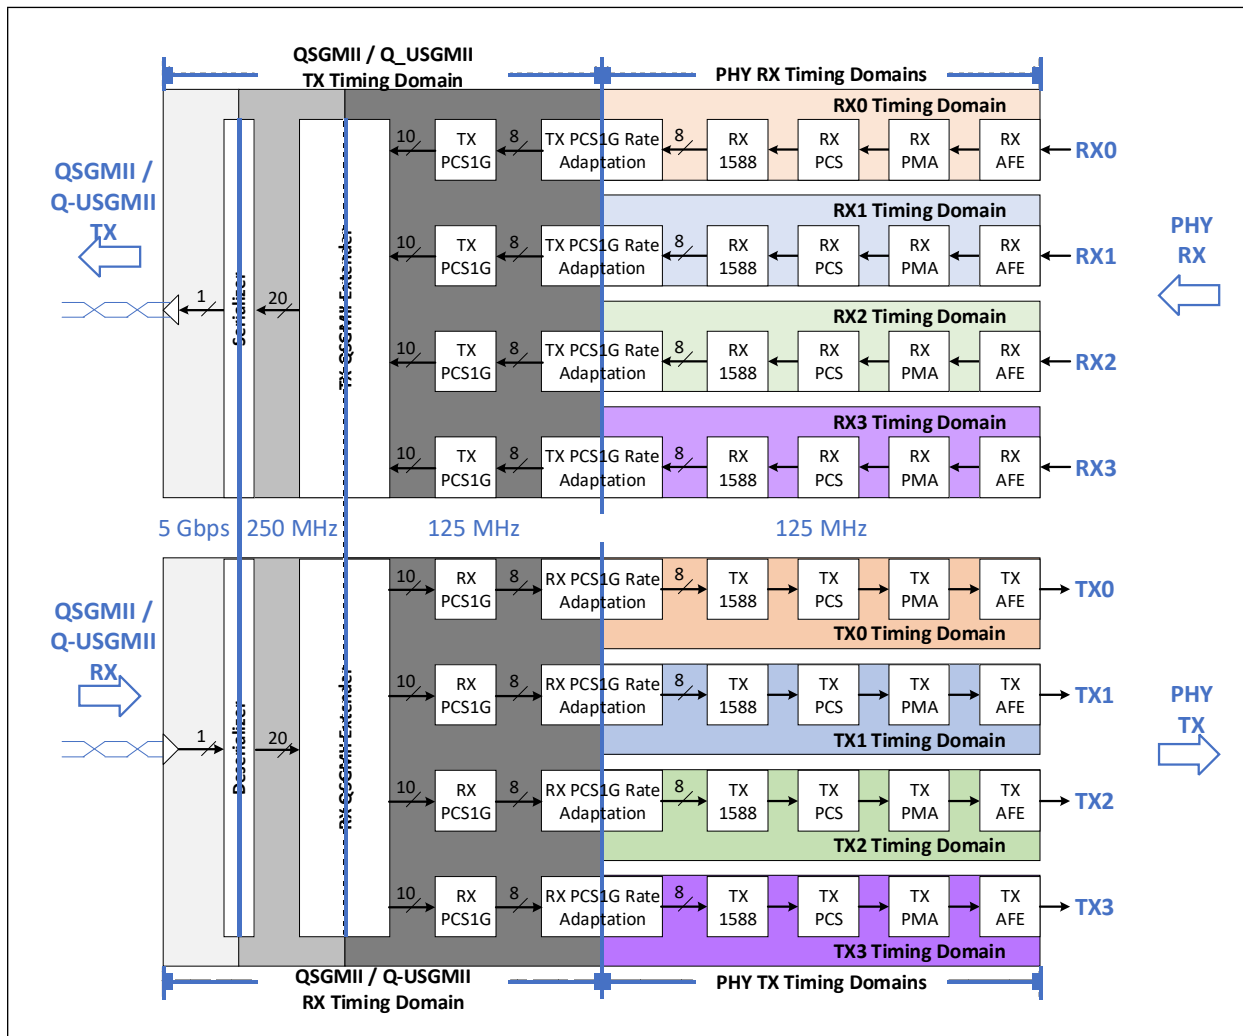 QSGMII / Q_USGMII
TX Timing Domain
PHY RX Timing Domains
RX0 Timing Domain
10
TX
PCS1G
8
TX PCS1G Rate
Adaptation
8
RX
1588
RX
PCS
RX
PMA
RX
AFE
RX0
QSGMII /
Q-USGMII
TX
RX1 Timing Domain
10
TX
PCS1G
8
TX PCS1G Rate
Adaptation
8
RX
1588
RX
PCS
RX
PMA
RX
AFE
RX1
PHY
RX
1
Serializer
20
TX QSGMII Extender
RX2 Timing Domain
10
TX
PCS1G
8
TX PCS1G Rate
Adaptation
8
RX
1588
RX
PCS
RX
PMA
RX
AFE
RX2
RX3 Timing Domain
10
TX
PCS1G
8
TX PCS1G Rate
Adaptation
8
RX
1588
RX
PCS
RX
PMA
RX
AFE
RX3
5 Gbps
250 MHz
125 MHz
125 MHz
10
RX
PCS1G
8
RX PCS1G Rate
Adaptation
8
TX
1588
TX
PCS
TX
PMA
TX
AFE
TX0
TX0 Timing Domain
QSGMII /
Q-USGMII
RX
10
RX
PCS1G
8
RX PCS1G Rate
Adaptation
8
TX
1588
TX
PCS
TX
PMA
TX
AFE
TX1
TX1 Timing Domain
PHY
TX
1
Deserializer
20
RX QSGMII Extender
10
RX
PCS1G
8
RX PCS1G Rate
Adaptation
8
TX
1588
TX
PCS
TX
PMA
TX
AFE
TX2
TX2 Timing Domain
10
RX
PCS1G
8
RX PCS1G Rate
Adaptation
8
TX
1588
TX
PCS
TX
PMA
TX
AFE
TX3
TX3 Timing Domain
QSGMII / Q-USGMII
RX Timing Domain
PHY TX Timing Domains